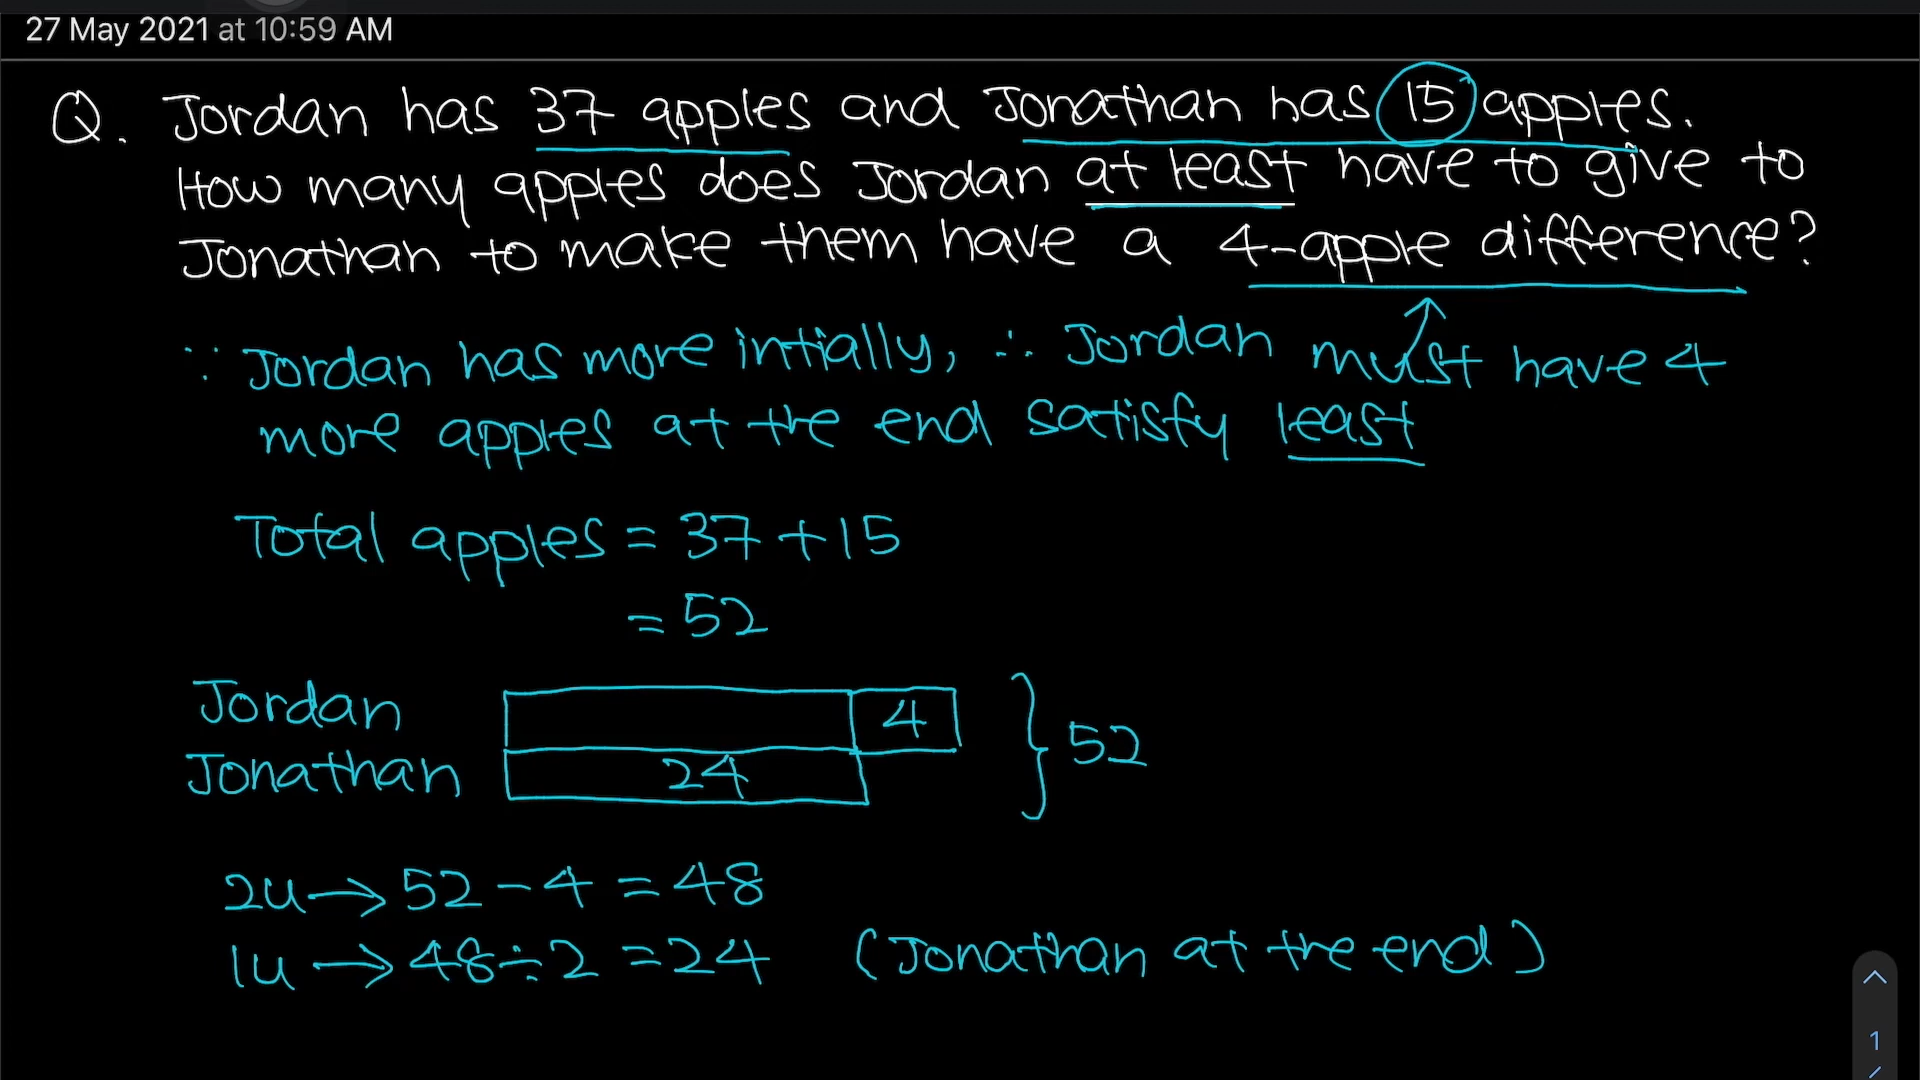 27 May 2021 at 10:59 AM
Q. Jordan has 37 apples and Jonathan has 15 apples.
How many apples does Jordan at least have to give to
Jonathan to make them have a 4-apple difference?
∵ Jordan has more intially, ∴ Jordan must have 4
more apples at the end satisfy least
Total apples = 37 + 15
= 52
Jordan 4
Jonathan 24
52
2u → 52 - 4 = 48
1u → 48 ÷ 2 = 24 (Jonathan at the end)
1